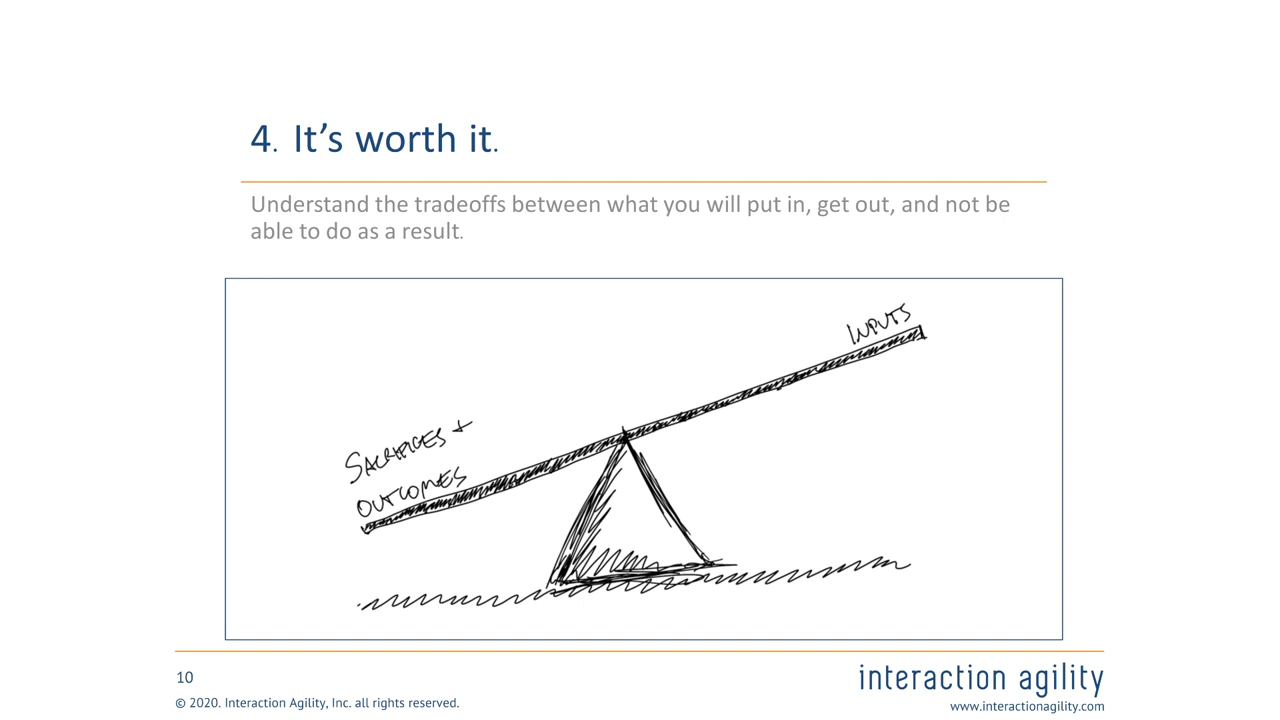 4. It's worth it.
Understand the tradeoffs between what you will put in, get out, and not be
able to do as a result.
INPUTS
SACRIFICES +
OUTCOMES
10
interaction agility
© 2020. Interaction Agility, Inc. all rights reserved.
www.interactionagility.com